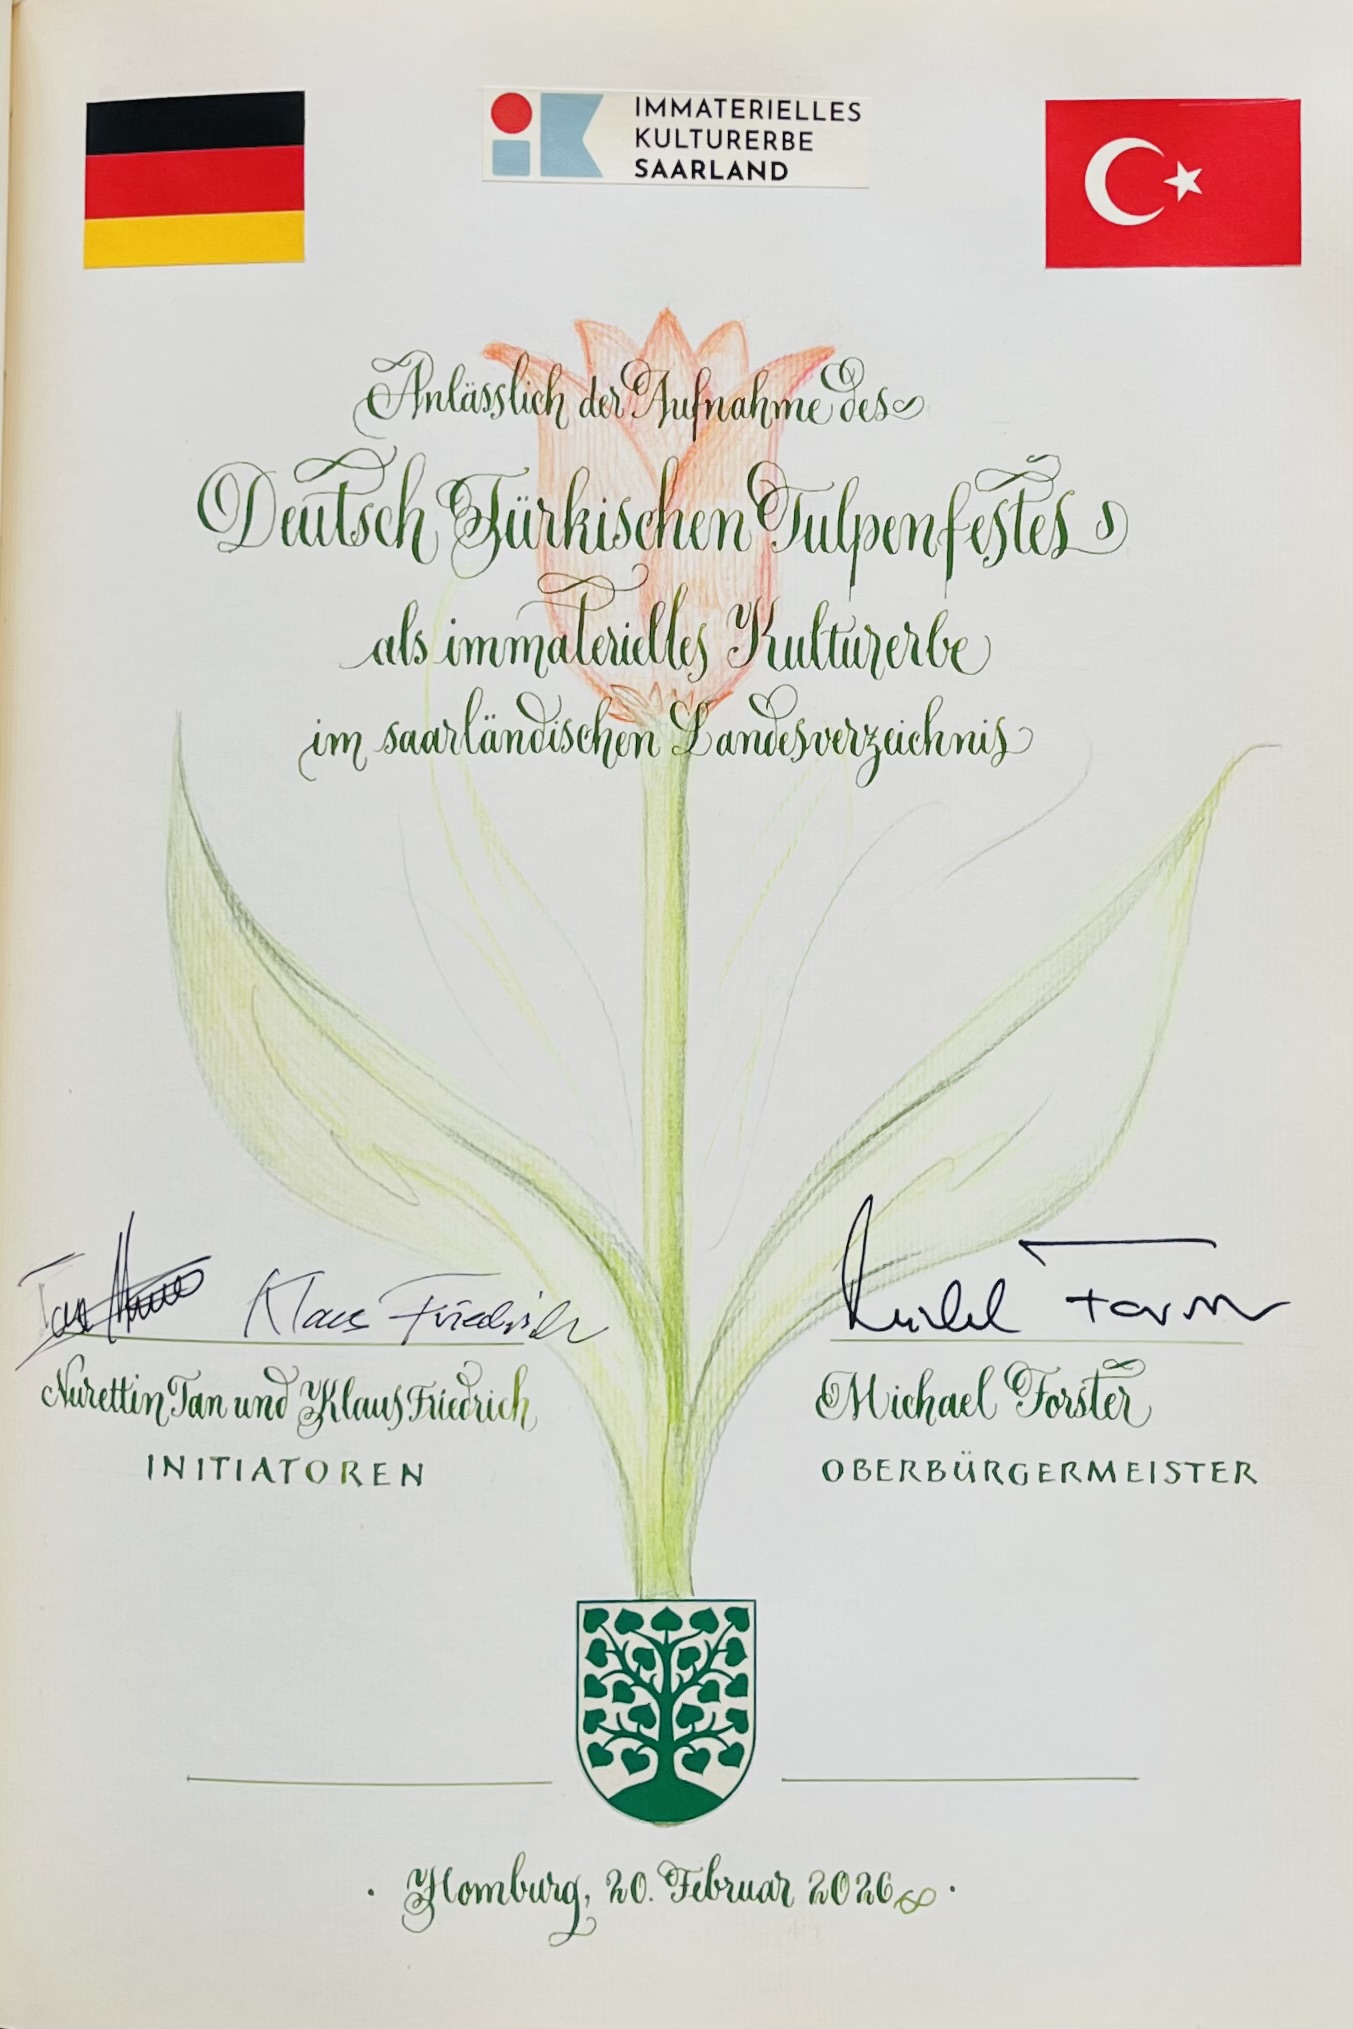 IMMATERIELLES
KULTURERBE
SAARLAND
Anlässlich der Aufnahme des
Deutsch Türkischen Tulpenfestes
als immaterielles Kulturerbe
im saarländischen Landesverzeichnis
Klaus Friedrich
Nurettin Tan und Klaus Friedrich
INITIATOREN
Michael Forster
OBERBÜRGERMEISTER
Homburg, 20. Februar 2026